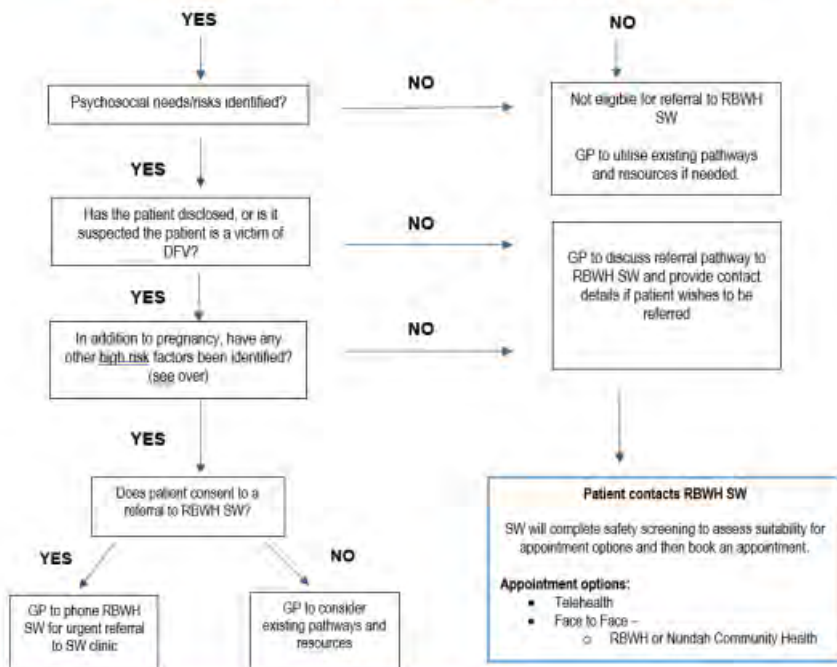 YES
NO
Psychosocial needs/risks identified?
NO
Not eligible for referral to RBWH
SW
GP to utilise existing pathways
and resources if needed.
YES
Has the patient disclosed, or is it
suspected the patient is a victim of
DFV?
NO
GP to discuss referral pathway to
RBWH SW and provide contact
details if patient wishes to be
referred
YES
In addition to pregnancy, have any
other high risk factors been identified?
(see over)
NO
YES
Does patient consent to a
referral to RBWH SW?
YES
NO
GP to phone RBWH
SW for urgent referral
to SW clinic
GP to consider
existing pathways and
resources
Patient contacts RBWH SW
SW will complete safety screening to assess suitability for
appointment options and then book an appointment.
Appointment options:
• Telehealth
• Face to Face –
o RBWH or Nundah Community Health